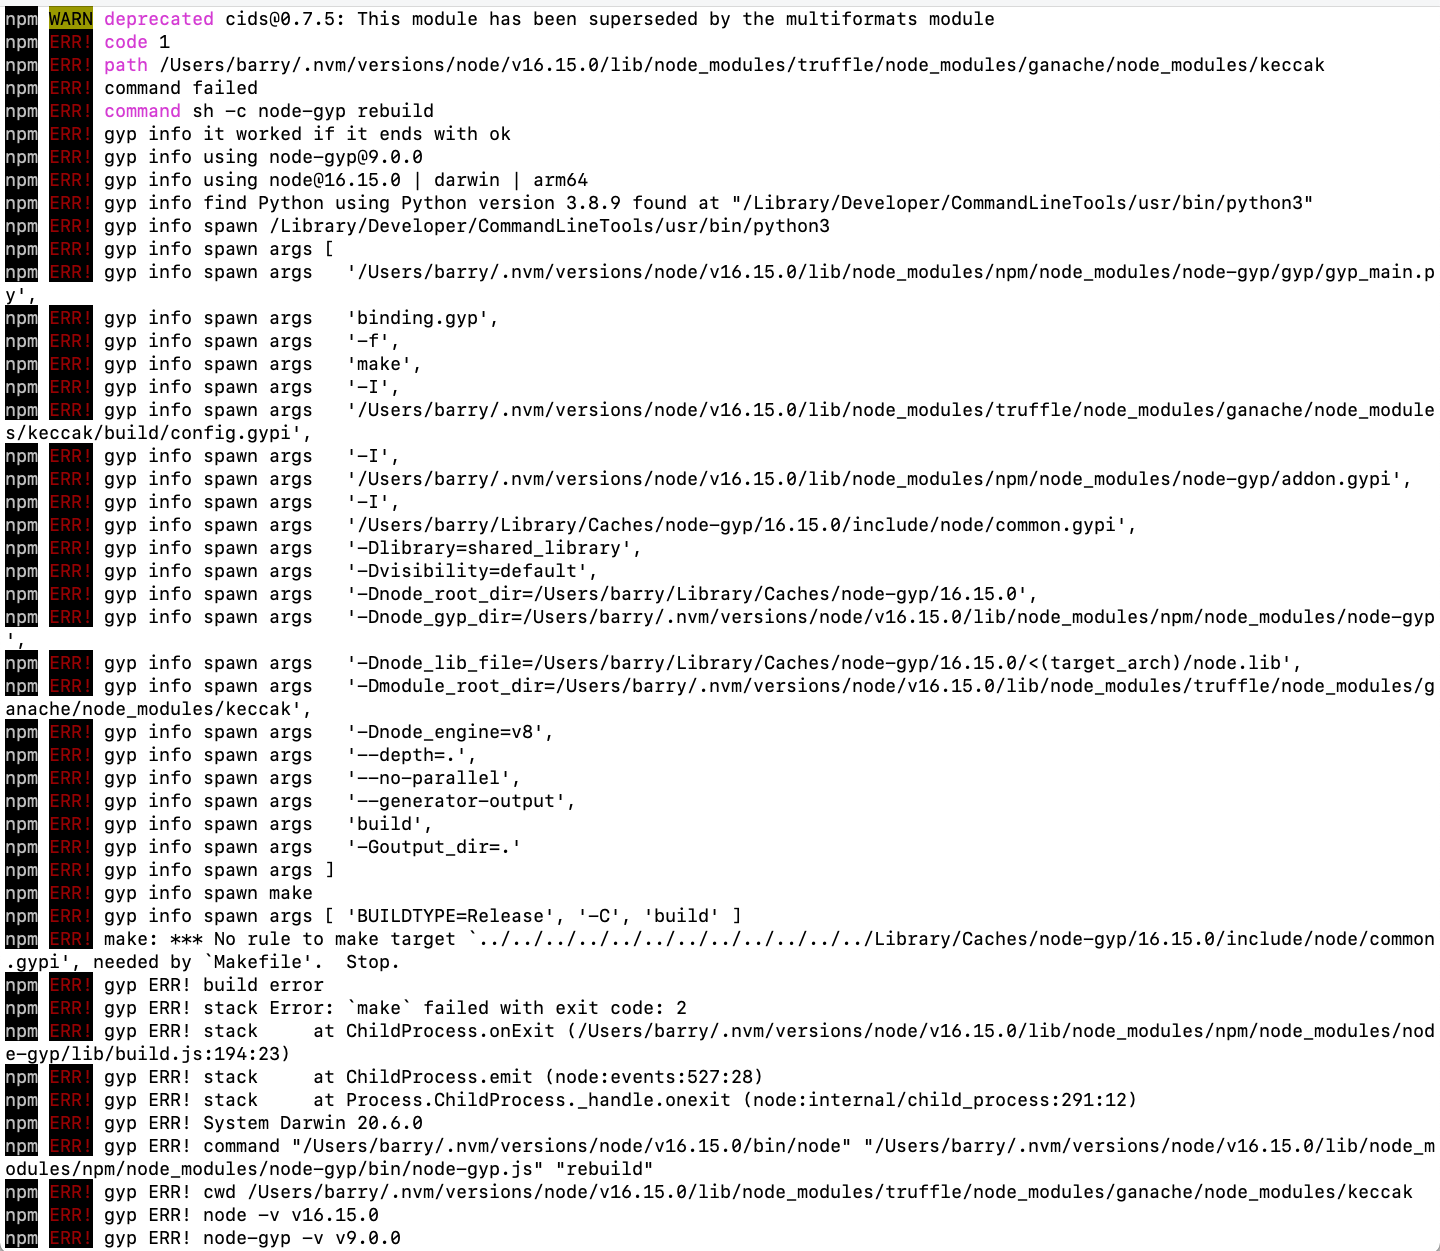 npm WARN deprecated cids@0.7.5: This module has been superseded by the multiformats module
npm ERR! code 1
npm ERR! path /Users/barry/.nvm/versions/node/v16.15.0/lib/node_modules/truffle/node_modules/ganache/node_modules/keccak
npm ERR! command failed
npm ERR! command sh -c node-gyp rebuild
npm ERR! gyp info it worked if it ends with ok
npm ERR! gyp info using node-gyp@9.0.0
npm ERR! gyp info using node@16.15.0 | darwin | arm64
npm ERR! gyp info find Python using Python version 3.8.9 found at "/Library/Developer/CommandLineTools/usr/bin/python3"
npm ERR! gyp info spawn /Library/Developer/CommandLineTools/usr/bin/python3
npm ERR! gyp info spawn args [
npm ERR! gyp info spawn args   '/Users/barry/.nvm/versions/node/v16.15.0/lib/node_modules/npm/node_modules/node-gyp/gyp/gyp_main.p
y',
npm ERR! gyp info spawn args   'binding.gyp',
npm ERR! gyp info spawn args   '-f',
npm ERR! gyp info spawn args   'make',
npm ERR! gyp info spawn args   '-I',
npm ERR! gyp info spawn args   '/Users/barry/.nvm/versions/node/v16.15.0/lib/node_modules/truffle/node_modules/ganache/node_module
s/keccak/build/config.gypi',
npm ERR! gyp info spawn args   '-I',
npm ERR! gyp info spawn args   '/Users/barry/.nvm/versions/node/v16.15.0/lib/node_modules/npm/node_modules/node-gyp/addon.gypi',
npm ERR! gyp info spawn args   '-I',
npm ERR! gyp info spawn args   '/Users/barry/Library/Caches/node-gyp/16.15.0/include/node/common.gypi',
npm ERR! gyp info spawn args   '-Dlibrary=shared_library',
npm ERR! gyp info spawn args   '-Dvisibility=default',
npm ERR! gyp info spawn args   '-Dnode_root_dir=/Users/barry/Library/Caches/node-gyp/16.15.0',
npm ERR! gyp info spawn args   '-Dnode_gyp_dir=/Users/barry/.nvm/versions/node/v16.15.0/lib/node_modules/npm/node_modules/node-gyp
',
npm ERR! gyp info spawn args   '-Dnode_lib_file=/Users/barry/Library/Caches/node-gyp/16.15.0/<(target_arch)/node.lib',
npm ERR! gyp info spawn args   '-Dmodule_root_dir=/Users/barry/.nvm/versions/node/v16.15.0/lib/node_modules/truffle/node_modules/g
anache/node_modules/keccak',
npm ERR! gyp info spawn args   '-Dnode_engine=v8',
npm ERR! gyp info spawn args   '--depth=.',
npm ERR! gyp info spawn args   '--no-parallel',
npm ERR! gyp info spawn args   '--generator-output',
npm ERR! gyp info spawn args   'build',
npm ERR! gyp info spawn args   '-Goutput_dir=.'
npm ERR! gyp info spawn args ]
npm ERR! gyp info spawn make
npm ERR! gyp info spawn args [ 'BUILDTYPE=Release', '-C', 'build' ]
npm ERR! make: *** No rule to make target `../../../../../../../../../../../../Library/Caches/node-gyp/16.15.0/include/node/common
.gypi', needed by `Makefile'.  Stop.
npm ERR! gyp ERR! build error
npm ERR! gyp ERR! stack Error: `make` failed with exit code: 2
npm ERR! gyp ERR! stack     at ChildProcess.onExit (/Users/barry/.nvm/versions/node/v16.15.0/lib/node_modules/npm/node_modules/nod
e-gyp/lib/build.js:194:23)
npm ERR! gyp ERR! stack     at ChildProcess.emit (node:events:527:28)
npm ERR! gyp ERR! stack     at Process.ChildProcess._handle.onexit (node:internal/child_process:291:12)
npm ERR! gyp ERR! System Darwin 20.6.0
npm ERR! gyp ERR! command "/Users/barry/.nvm/versions/node/v16.15.0/bin/node" "/Users/barry/.nvm/versions/node/v16.15.0/lib/node_m
odules/npm/node_modules/node-gyp/bin/node-gyp.js" "rebuild"
npm ERR! gyp ERR! cwd /Users/barry/.nvm/versions/node/v16.15.0/lib/node_modules/truffle/node_modules/ganache/node_modules/keccak
npm ERR! gyp ERR! node -v v16.15.0
npm ERR! gyp ERR! node-gyp -v v9.0.0